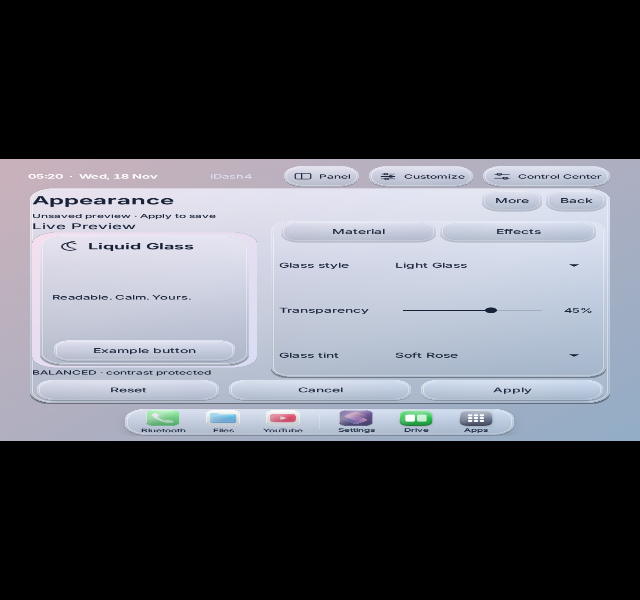 05:20 · Wed, 18 Nov
iDash4
Panel
Customize
Control Center
Appearance
More
Back
Unsaved preview · Apply to save
Live Preview
Liquid Glass
Readable. Calm. Yours.
Example button
BALANCED · contrast protected
Material
Effects
Glass style
Light Glass
Transparency
45%
Glass tint
Soft Rose
Reset
Cancel
Apply
Bluetooth
Files
YouTube
Settings
Drive
Apps